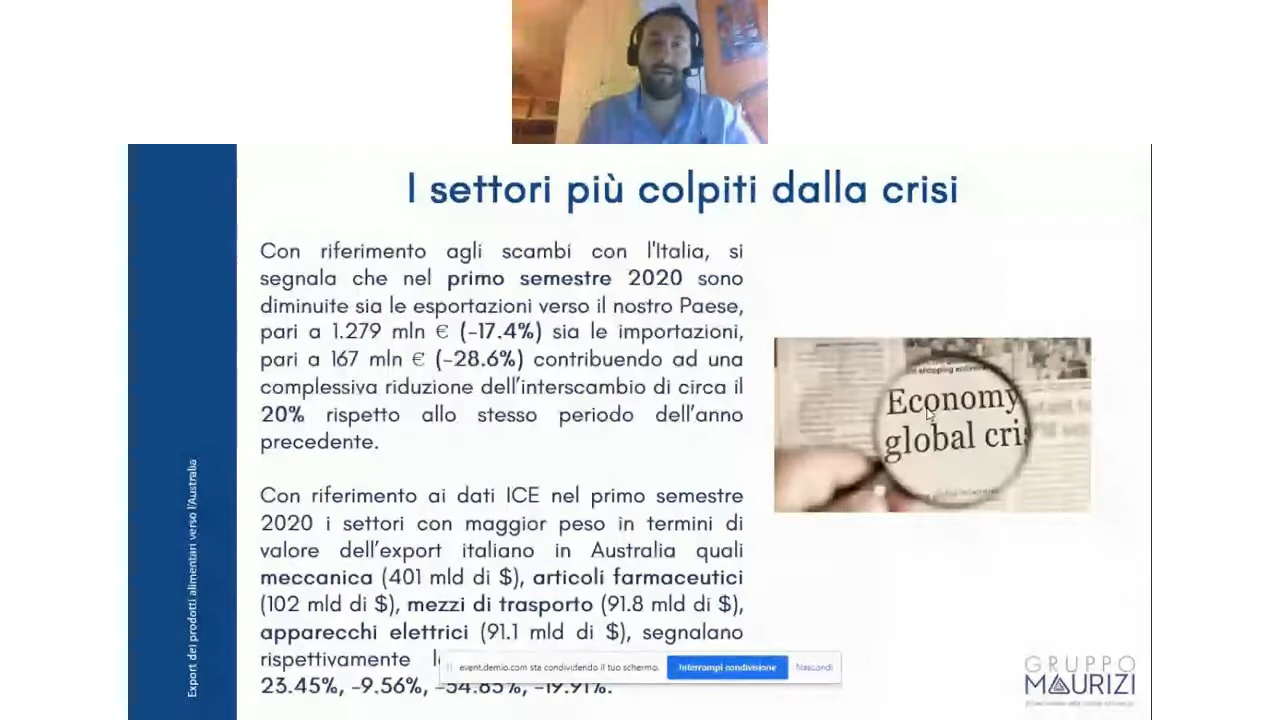 I settori più colpiti dalla crisi
Con riferimento agli scambi con l'Italia, si
segnala che nel primo semestre 2020 sono
diminuite sia le esportazioni verso il nostro Paese,
pari a 1.279 mln € (-17.4%) sia le importazioni,
pari a 167 mln € (-28.6%) contribuendo ad una
complessiva riduzione dell'interscambio di circa il
20% rispetto allo stesso periodo dell'anno
precedente.
Con riferimento ai dati ICE nel primo semestre
2020 i settori con maggior peso in termini di
valore dell'export italiano in Australia quali
meccanica (401 mld di $), articoli farmaceutici
(102 mld di $), mezzi di trasporto (91.8 mld di $),
apparecchi elettrici (91.1 mld di $), segnalano
rispettivamente
23.45%, -9.56%, -54.85%, -19.91%.
event.demio.com sta condividendo il tuo schermo.
Interrompi condivisione
Nascondi
Export dei prodotti alimentari verso l'Australia
Economy
global cris
GRUPPO
MAURIZI